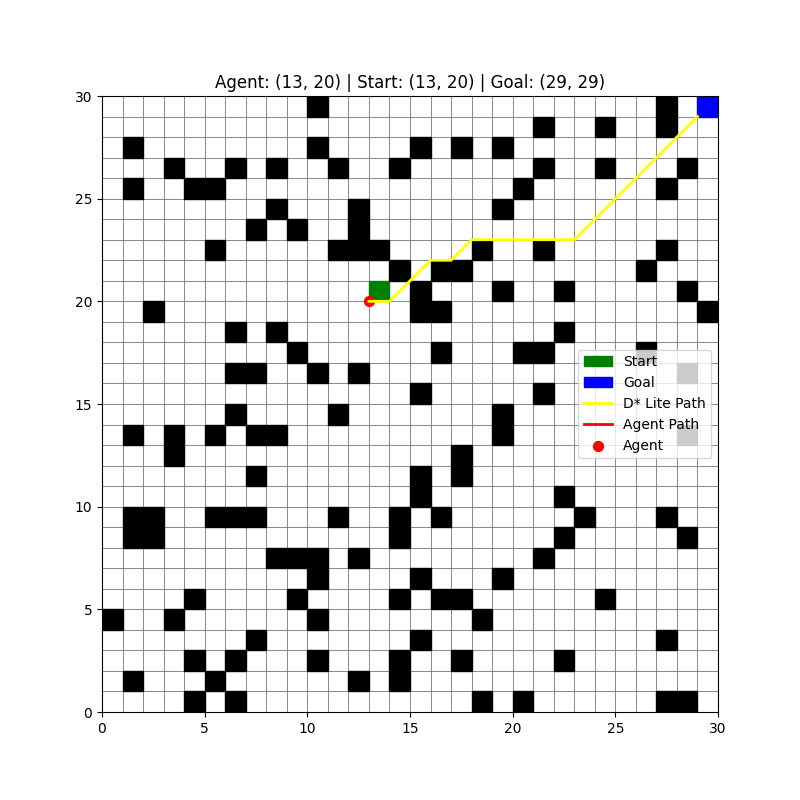 Agent: (13, 20) | Start: (13, 20) | Goal: (29, 29)
30
25
20
15
10
5
0
0 5 10 15 20 25 30
Start
Goal
D* Lite Path
Agent Path
Agent